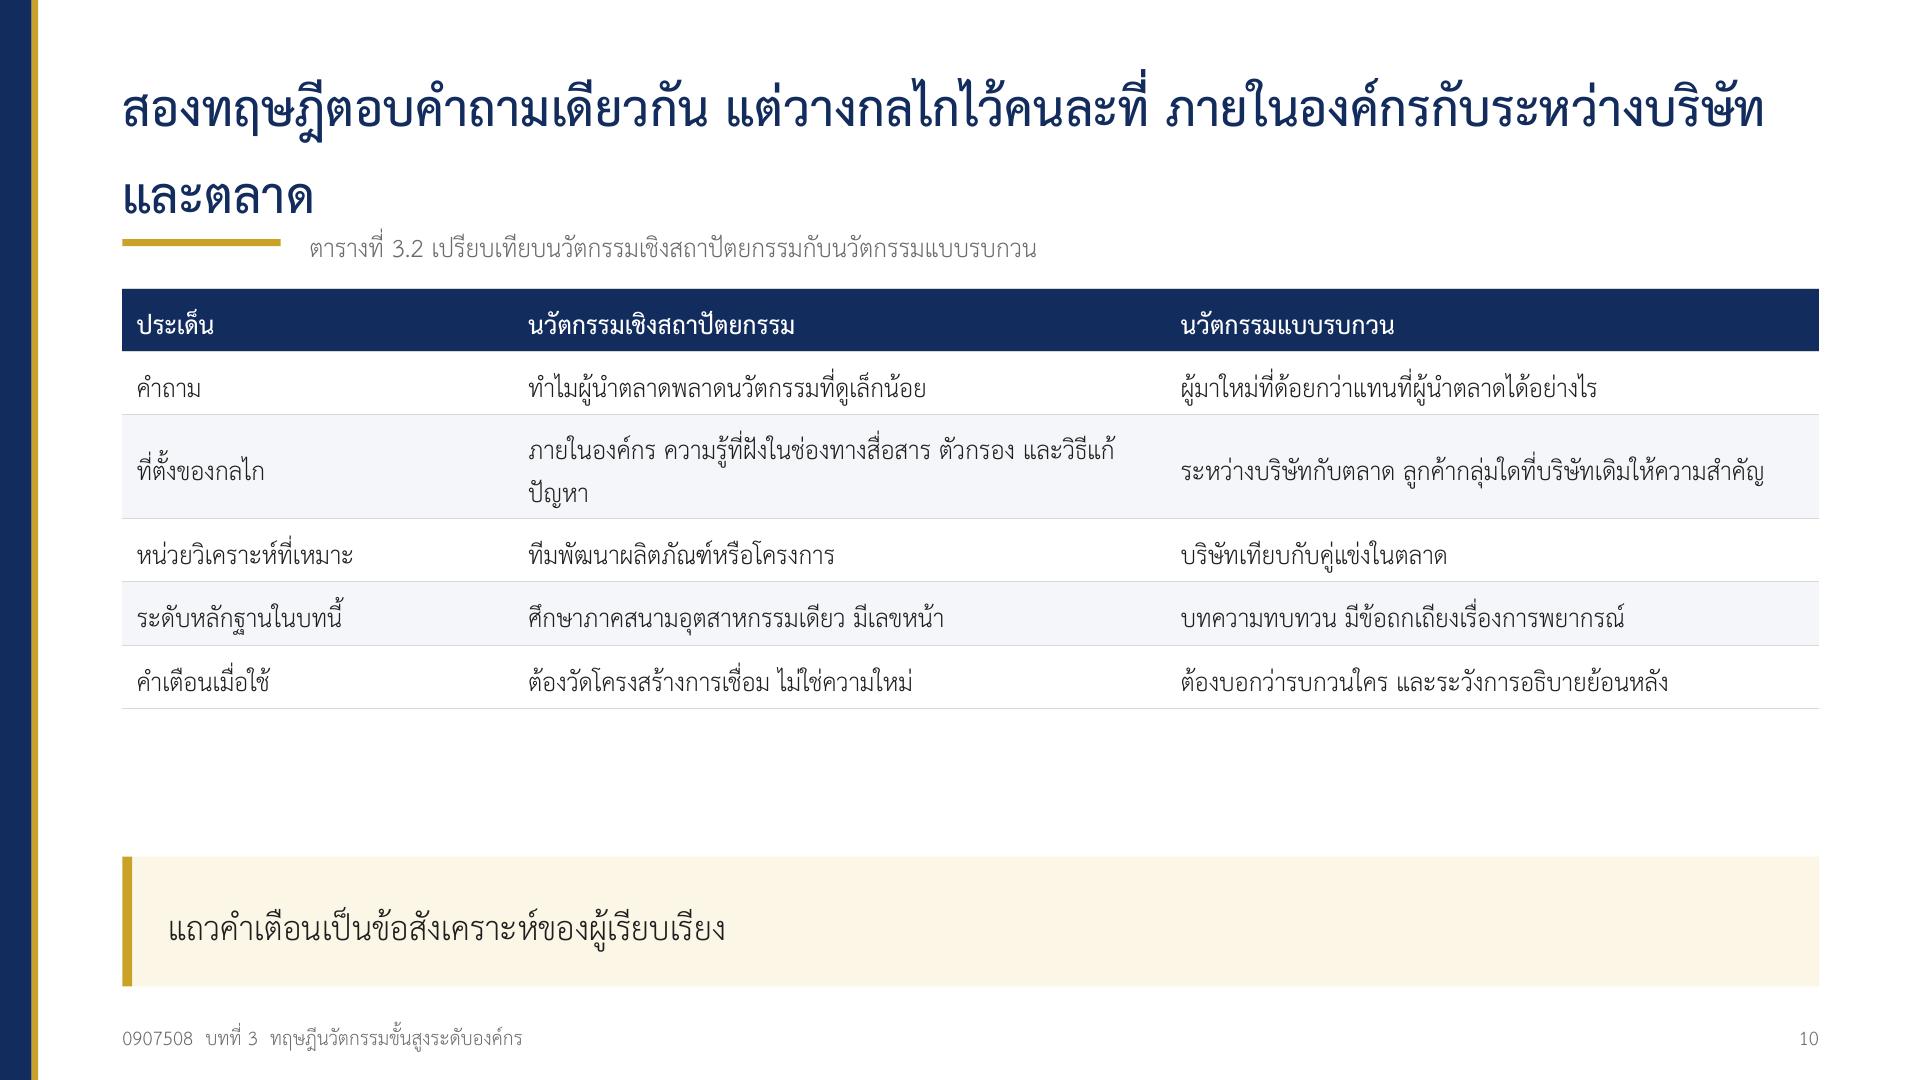 สองทฤษฎีตอบคำถามเดียวกัน แต่วางกลไกไว้คนละที่ ภายในองค์กรกับระหว่างบริษัท
และตลาด
ตารางที่ 3.2 เปรียบเทียบนวัตกรรมเชิงสถาปัตยกรรมกับนวัตกรรมแบบรบกวน
ประเด็น นวัตกรรมเชิงสถาปัตยกรรม นวัตกรรมแบบรบกวน
คำถาม ทำไมผู้นำตลาดพลาดนวัตกรรมที่ดูเล็กน้อย ผู้มาใหม่ที่ด้อยกว่าแทนที่ผู้นำตลาดได้อย่างไร
ที่ตั้งของกลไก ภายในองค์กร ความรู้ที่ฝังในช่องทางสื่อสาร ตัวกรอง และวิธีแก้
ปัญหา ระหว่างบริษัทกับตลาด ลูกค้ากลุ่มใดที่บริษัทเดิมให้ความสำคัญ
หน่วยวิเคราะห์ที่เหมาะ ทีมพัฒนาผลิตภัณฑ์หรือโครงการ บริษัทเทียบกับคู่แข่งในตลาด
ระดับหลักฐานในบทนี้ ศึกษาภาคสนามอุตสาหกรรมเดียว มีเลขหน้า บทความทบทวน มีข้อถกเถียงเรื่องการพยากรณ์
คำเตือนเมื่อใช้ ต้องวัดโครงสร้างการเชื่อม ไม่ใช่ความใหม่ ต้องบอกว่ารบกวนใคร และระวังการอธิบายย้อนหลัง
แถวคำเตือนเป็นข้อสังเคราะห์ของผู้เรียบเรียง
0907508 บทที่ 3 ทฤษฎีนวัตกรรมขั้นสูงระดับองค์กร 10